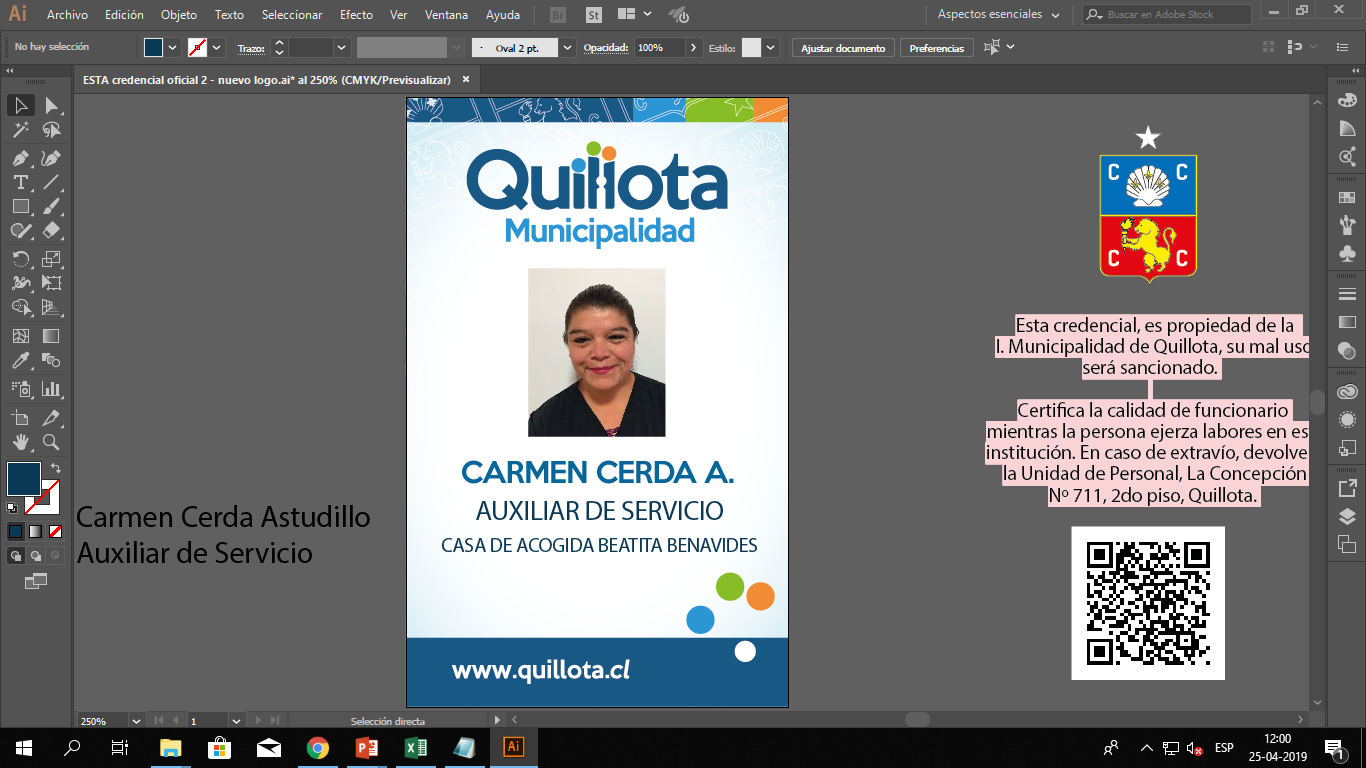 Ai Archivo Edición Objeto Texto Seleccionar Efecto Ver Ventana Ayuda Br St Aspectos esenciales Buscar en Adobe Stock
No hay selección Trazo: Oval 2 pt. Opacidad: 100% Estilo: Ajustar documento Preferencias
ESTA credencial oficial 2 - nuevo logo.ai* al 250% (CMYK/Previsualizar)
Quillota
Municipalidad
CARMEN CERDA A.
AUXILIAR DE SERVICIO
CASA DE ACOGIDA BEATITA BENAVIDES
www.quillota.cl
Carmen Cerda Astudillo
Auxiliar de Servicio
C C
C C
Esta credencial, es propiedad de la
I. Municipalidad de Quillota, su mal uso
será sancionado.
Certifica la calidad de funcionario
mientras la persona ejerza labores en es
institución. En caso de extravío, devolve
la Unidad de Personal, La Concepción
Nº 711, 2do piso, Quillota.
250% 1 Selección directa
Ai ESP 12:00
25-04-2019 1